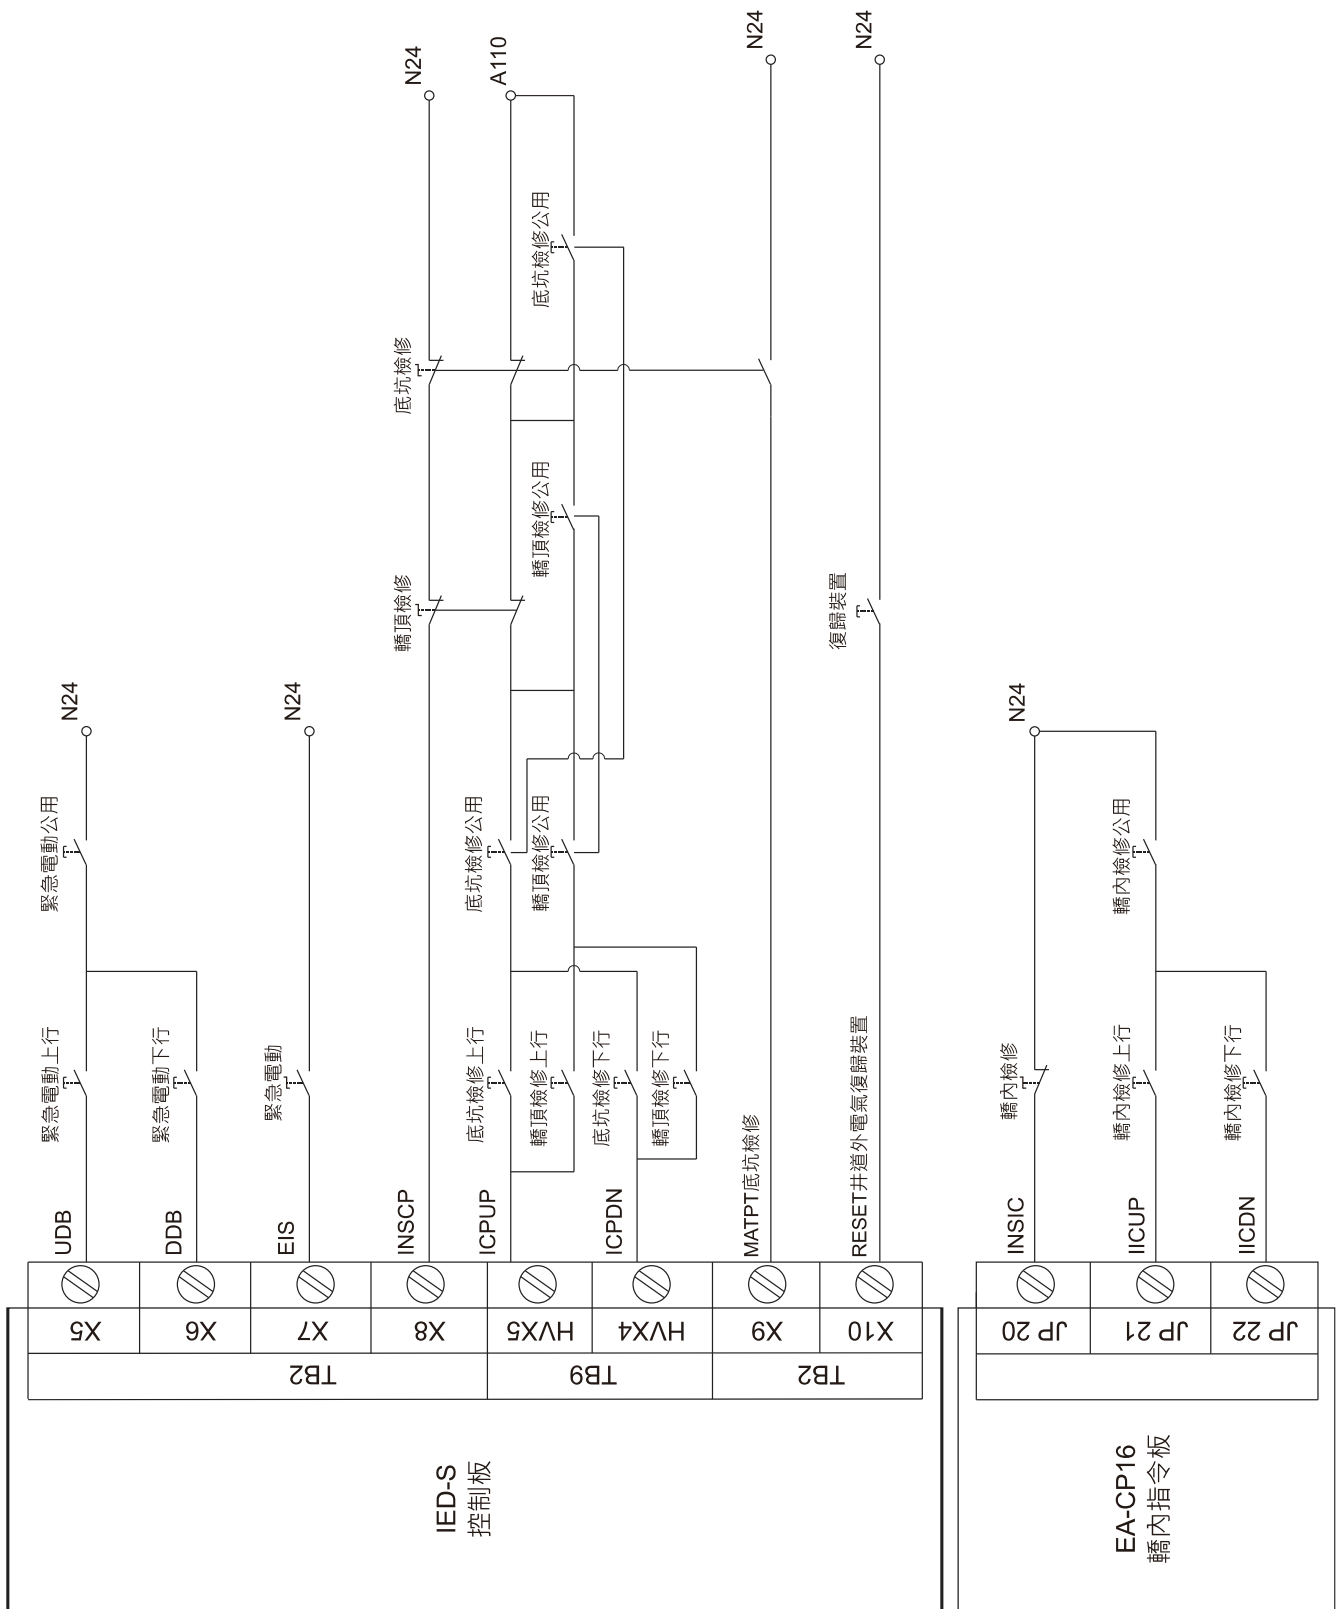 N24
A110
N24
N24
底坑檢修公用
底坑檢修
轎頂檢修公用
轎頂檢修
復歸裝置
N24
N24
N24
緊急電動公用
底坑檢修公用
轎頂檢修公用
轎內檢修公用
緊急電動上行
緊急電動下行
緊急電動
底坑檢修上行
轎頂檢修上行
底坑檢修下行
轎頂檢修下行
轎內檢修
轎內檢修上行
轎內檢修下行
UDB
DDB
EIS
INSCP
ICPUP
ICPDN
MATPT底坑檢修
RESET井道外電氣復歸裝置
INSIC
IICUP
IICDN
X5
X6
X7
X8
HVX5
HVX4
X9
X10
JP 20
JP 21
JP 22
TB2
TB9
TB2
IED-S
控制板
EA-CP16
轎內指令板